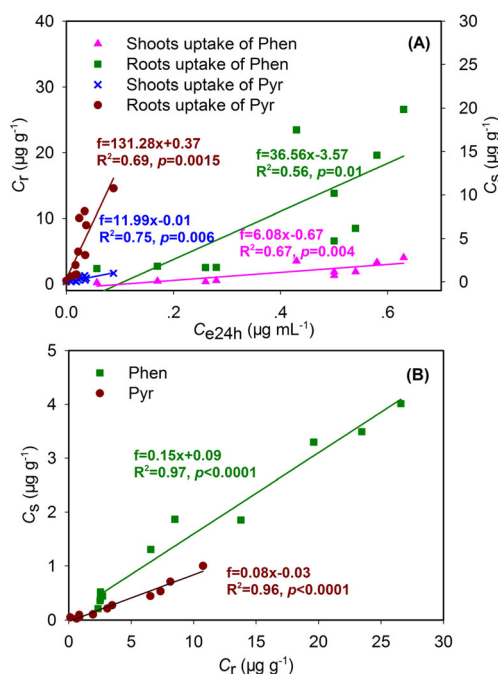 (A)
Shoots uptake of Phen
Roots uptake of Phen
Shoots uptake of Pyr
Roots uptake of Pyr
f=131.28x+0.37
R²=0.69, p=0.0015
f=36.56x-3.57
R²=0.56, p=0.01
f=11.99x-0.01
R²=0.75, p=0.006
f=6.08x-0.67
R²=0.67, p=0.004
40
30
20
10
0
Cr (µg g⁻¹)
30
25
20
15
10
5
0
Cs (µg g⁻¹)
0.0 .2 .4 .6
Ce24h (µg mL⁻¹)
(B)
Phen
Pyr
f=0.15x+0.09
R²=0.97, p<0.0001
f=0.08x-0.03
R²=0.96, p<0.0001
5
4
3
2
1
0
Cs (µg g⁻¹)
0 5 10 15 20 25 30
Cr (µg g⁻¹)